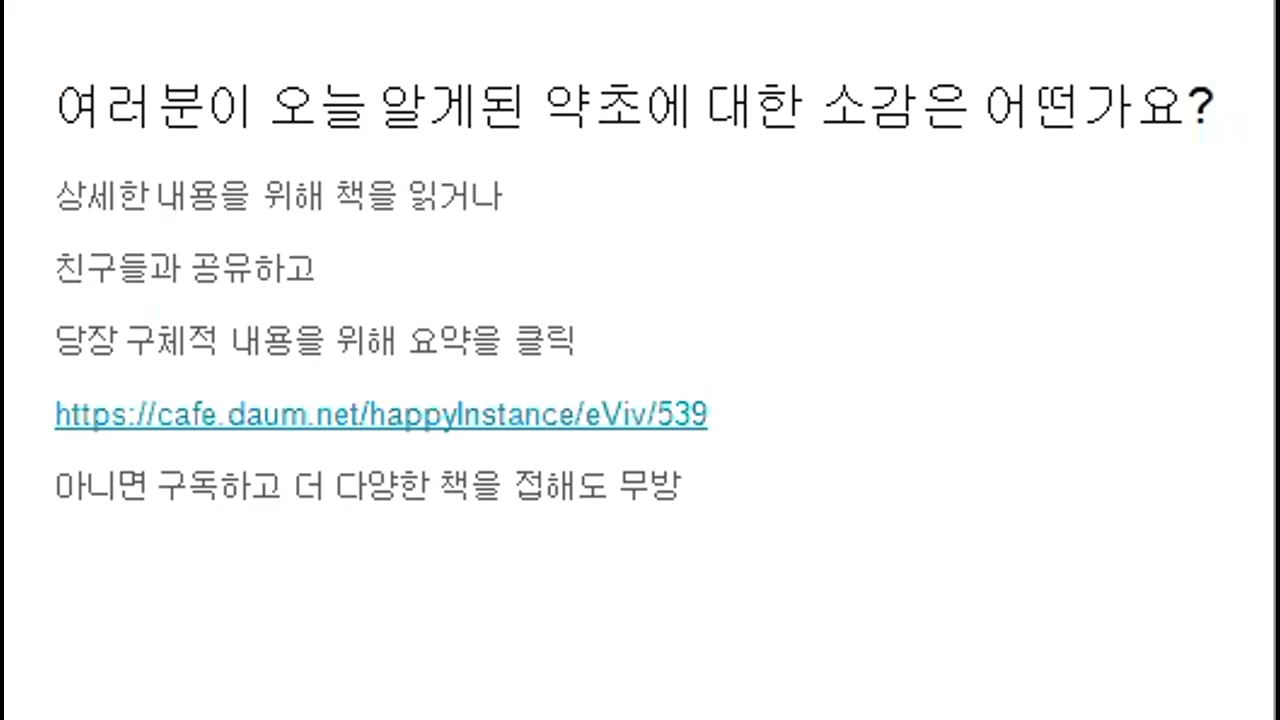 여러분이 오늘 알게된 약초에 대한 소감은 어떤가요?
상세한 내용을 위해 책을 읽거나
친구들과 공유하고
당장 구체적 내용을 위해 요약을 클릭
https://cafe.daum.net/happyInstance/eViv/539
아니면 구독하고 더 다양한 책을 접해도 무방